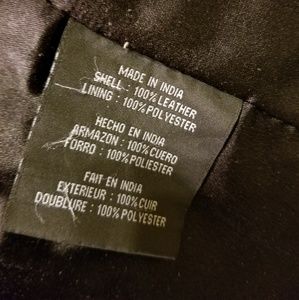 MADE IN INDIA
SHELL : 100% LEATHER
LINING : 100% POLYESTER
HECHO EN INDIA
ARMAZON : 100% CUERO
FORRO : 100% POLIESTER
FAIT EN INDIA
EXTERIEUR : 100% CUIR
DOUBLURE : 100% POLYESTER